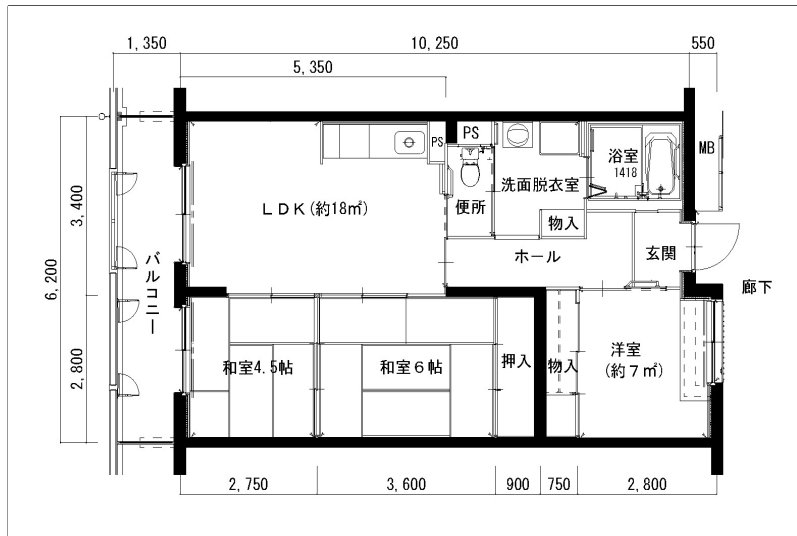 1,350
10,250
550
5,350
PS
PS
MB
浴室
1418
洗面脱衣室
便所
LDK(約18㎡)
物入
3,400
ホール
玄関
バルコニー
6,200
廊下
2,800
和室4.5帖
和室6帖
押入
物入
洋室
(約7㎡)
2,750
3,600
900
750
2,800